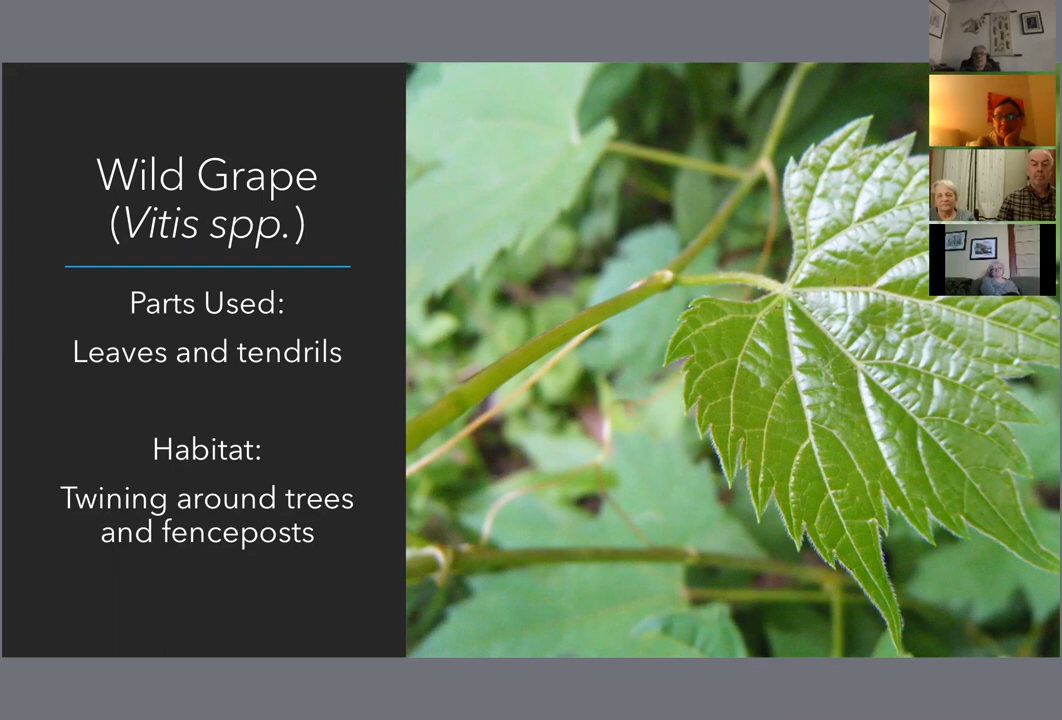 Wild Grape
(Vitis spp.)
Parts Used:
Leaves and tendrils
Habitat:
Twining around trees
and fenceposts